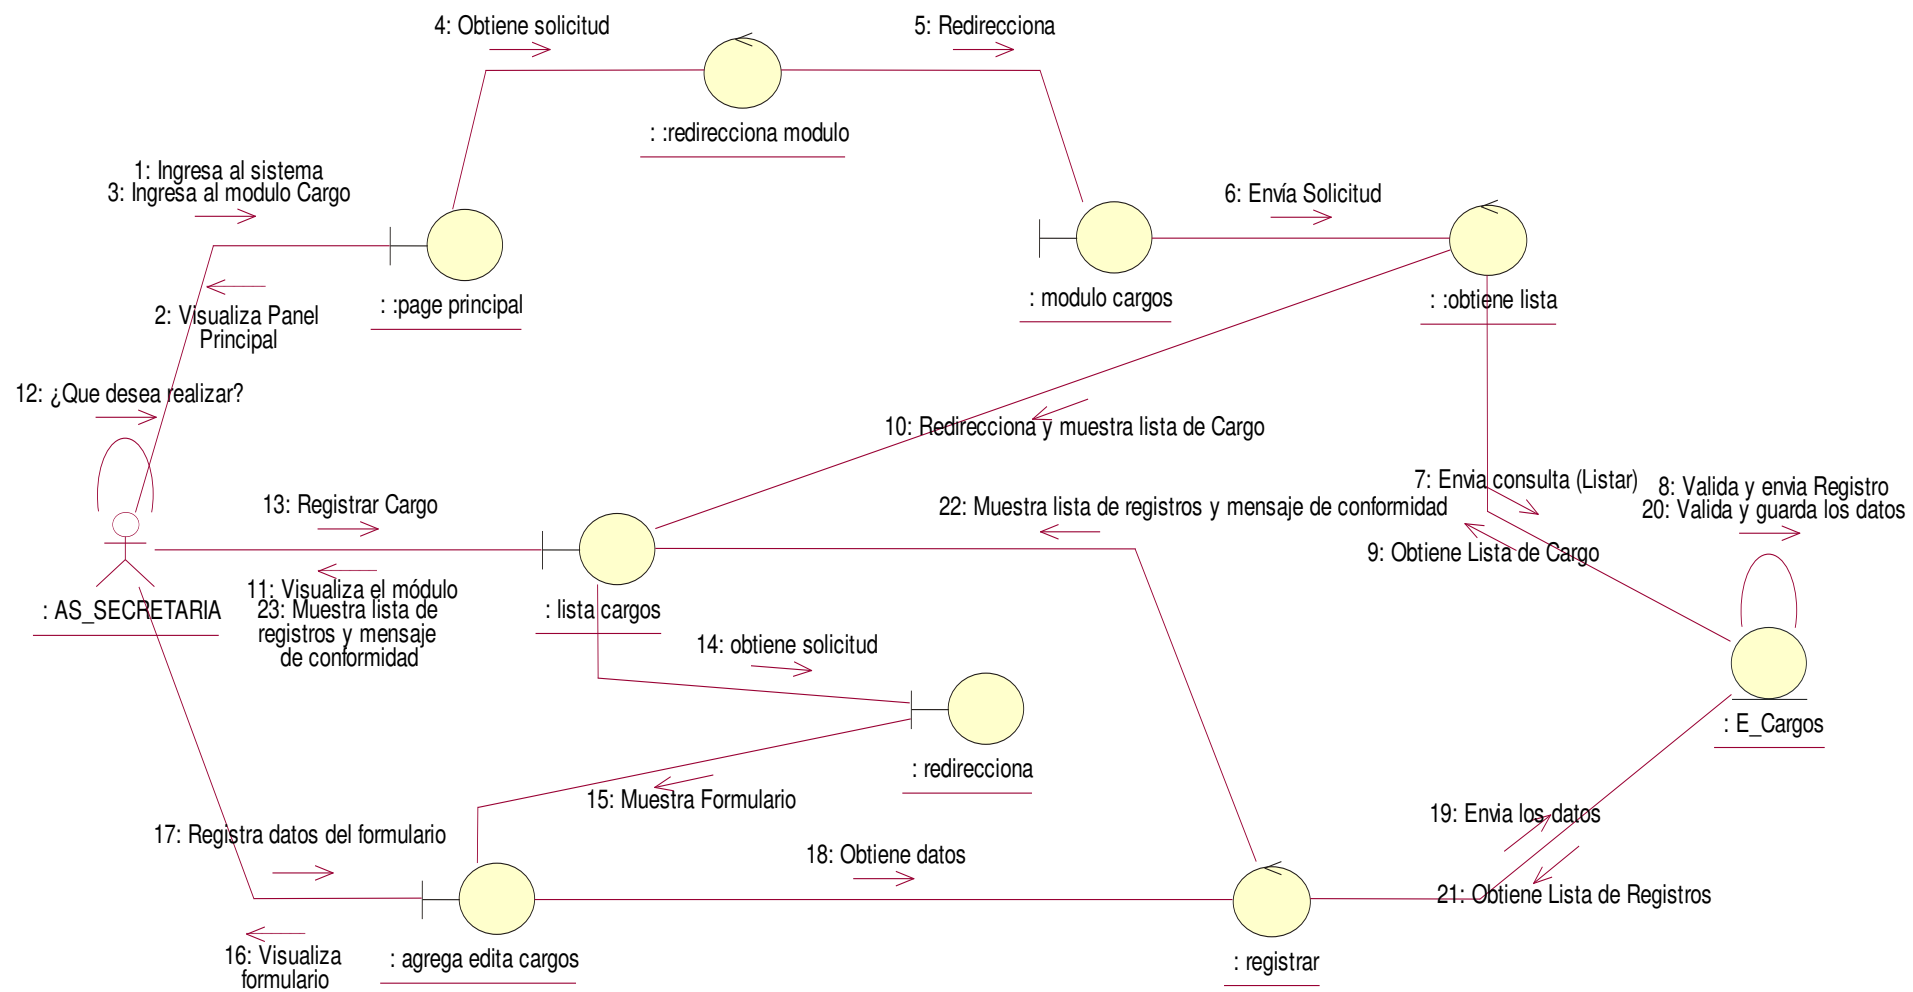 4: Obtiene solicitud
5: Redirecciona
: :redirecciona modulo
1: Ingresa al sistema
3: Ingresa al modulo Cargo
6: Envía Solicitud
: :page principal
: modulo cargos
: :obtiene lista
2: Visualiza Panel
Principal
12: ¿Que desea realizar?
10: Redirecciona y muestra lista de Cargo
7: Envia consulta (Listar)
8: Valida y envia Registro
20: Valida y guarda los datos
13: Registrar Cargo
22: Muestra lista de registros y mensaje de conformidad
9: Obtiene Lista de Cargo
11: Visualiza el módulo
23: Muestra lista de
registros y mensaje
de conformidad
: AS_SECRETARIA
: lista cargos
14: obtiene solicitud
: E_Cargos
: redirecciona
15: Muestra Formulario
19: Envia los datos
17: Registra datos del formulario
18: Obtiene datos
21: Obtiene Lista de Registros
16: Visualiza
formulario
: agrega edita cargos
: registrar